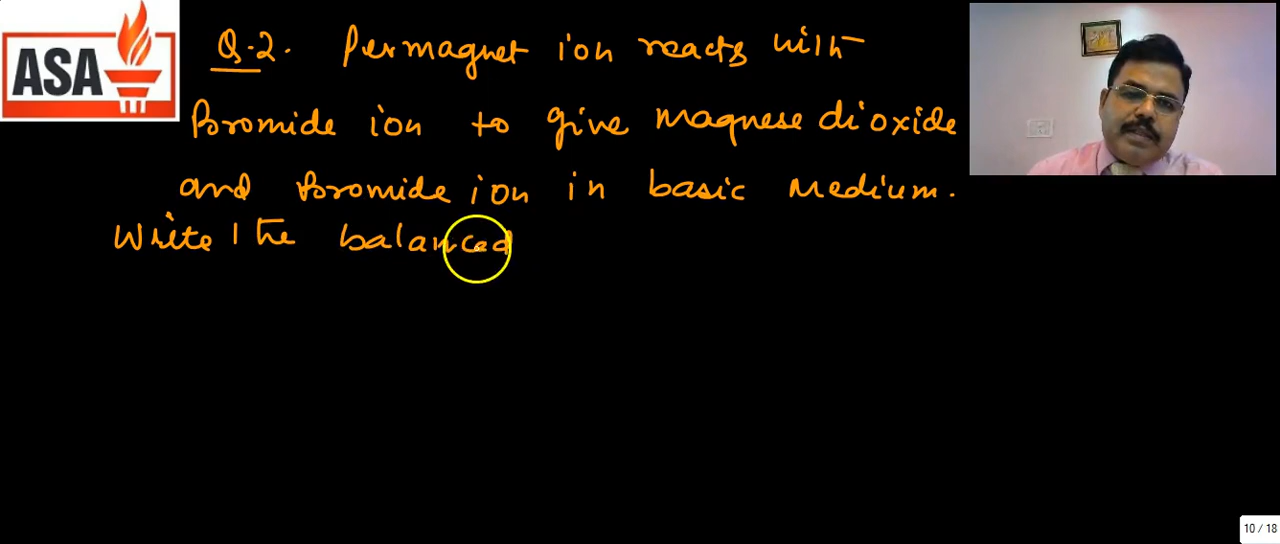 ASA
Q.2. Permagnet ion reacts with
Bromide ion to give Magnese dioxide
and Bromide ion in basic Medium.
Write the balanced
10 / 18